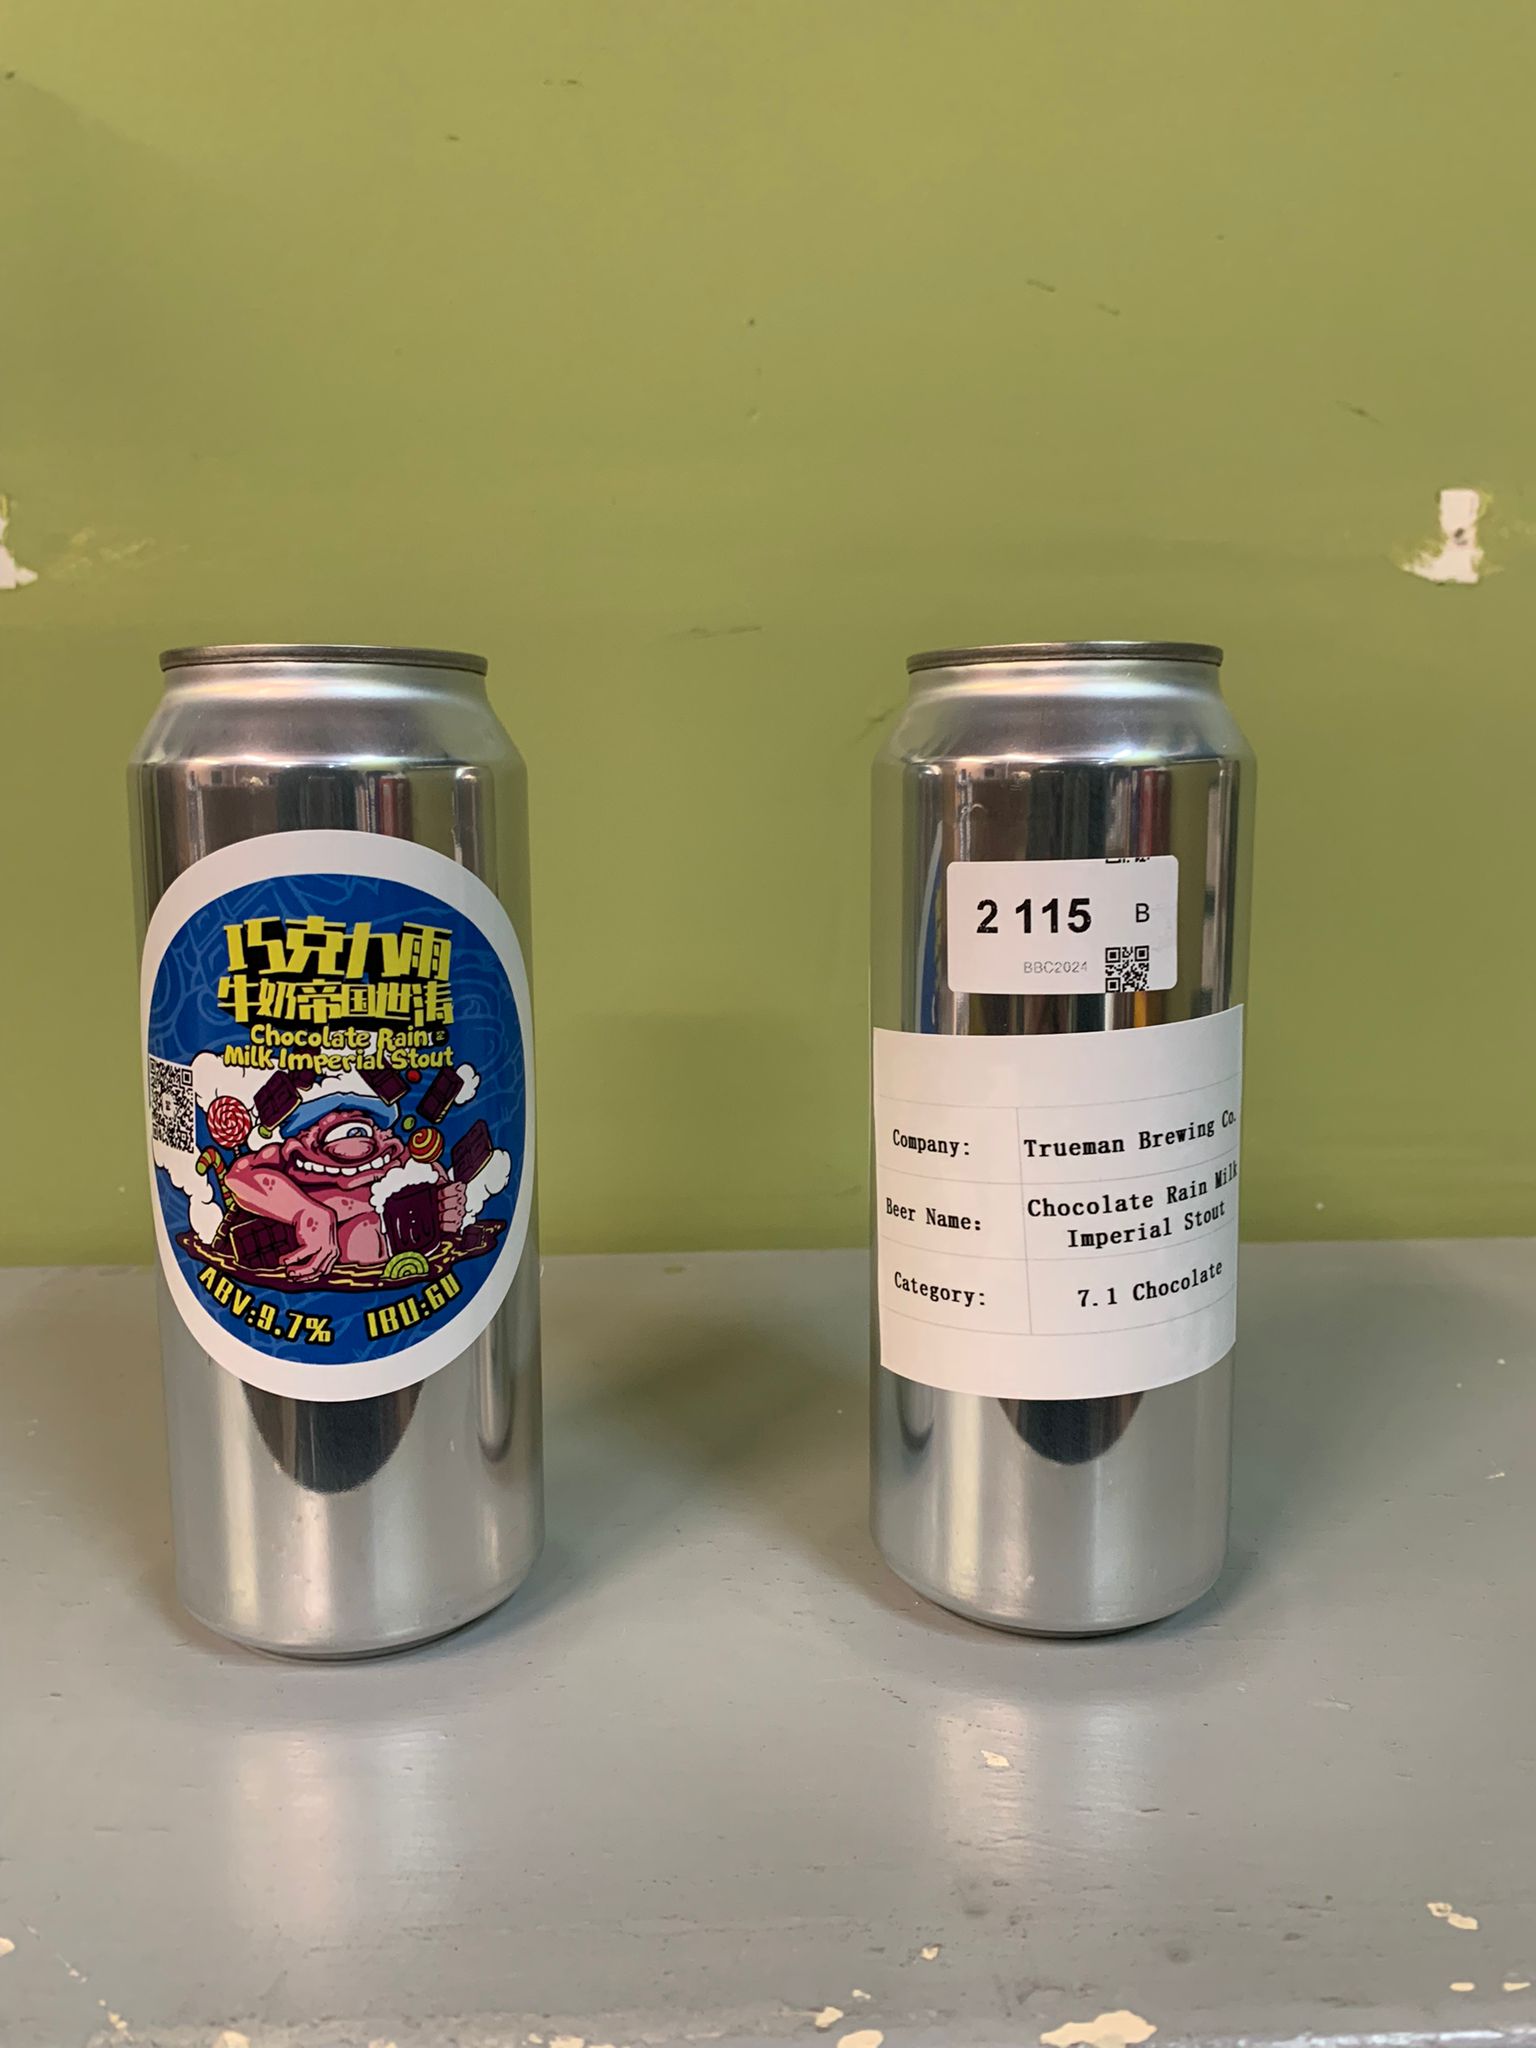 巧克力雨
牛奶帝国世涛
Chocolate Rain
Milk Imperial Stout
ABV:9.7% IBU:60
2 115 B
BBC2024
Company: Trueman Brewing Co.
Beer Name: Chocolate Rain Milk
Imperial Stout
Category: 7.1 Chocolate